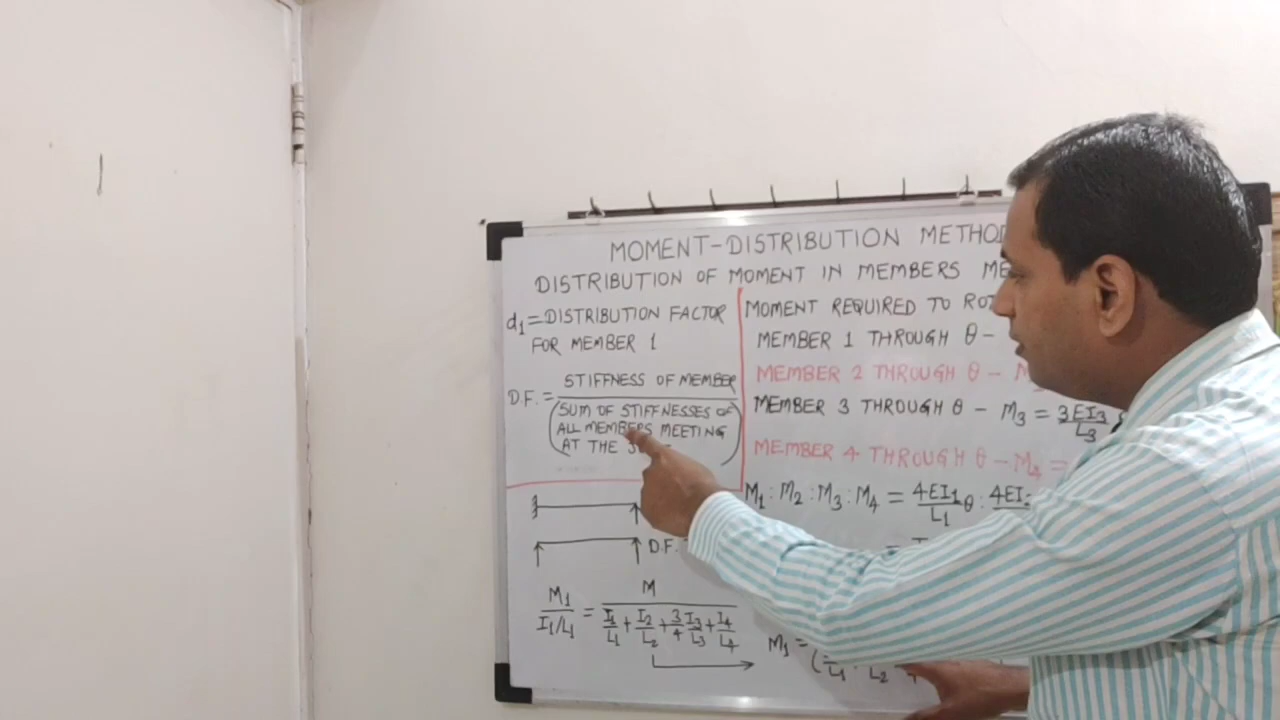 MOMENT-DISTRIBUTION METHOD
DISTRIBUTION OF MOMENT IN MEMBERS
d₁ = DISTRIBUTION FACTOR
FOR MEMBER 1
D.F. = STIFFNESS OF MEMBER
(SUM OF STIFFNESSES OF
ALL MEMBERS MEETING
AT THE
D.F.
M₁ / (I₁/L₁) = M / (I₁/L₁ + I₂/L₂ + 3/4 I₃/L₃ + I₄/L₄)
MOMENT REQUIRED TO
MEMBER 1 THROUGH θ –
MEMBER 2 THROUGH θ –
MEMBER 3 THROUGH θ – M₃ = 3EI₃/L₃
MEMBER 4 THROUGH θ – M₄ =
M₁ : M₂ : M₃ : M₄ = 4EI₁/L₁ θ :
M₁ =